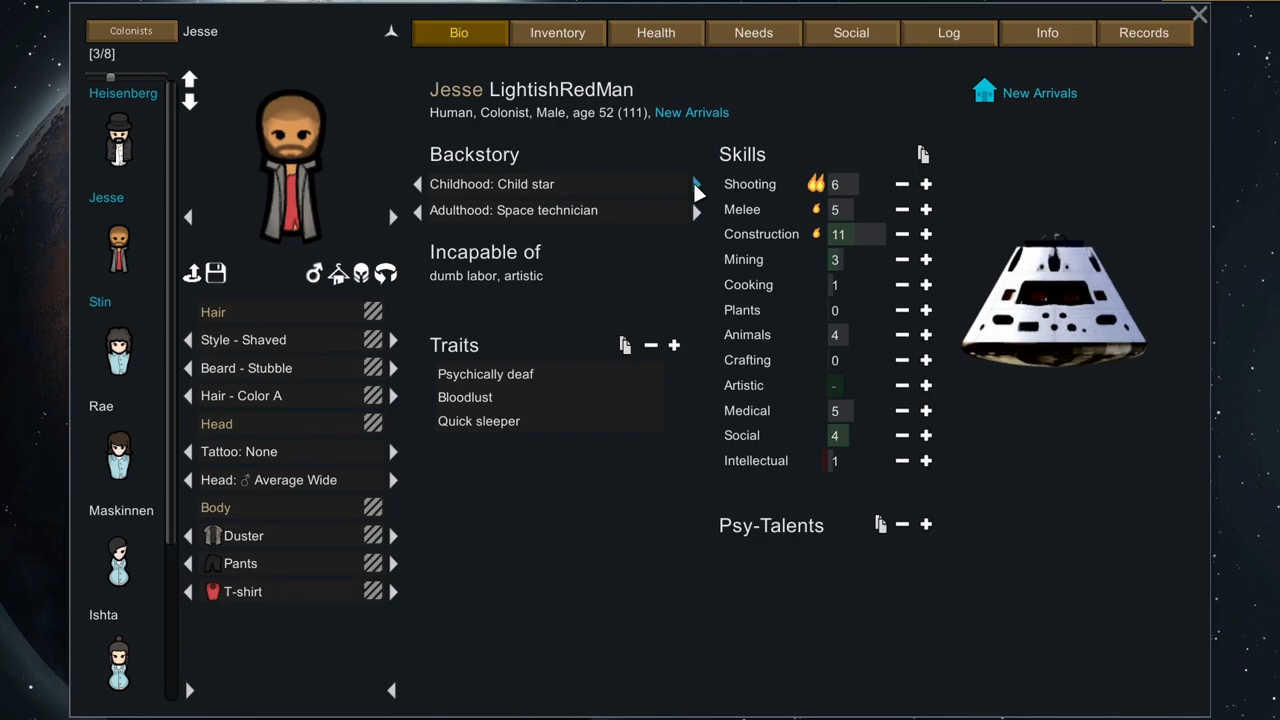 Colonists
Jesse
[3/8]
Heisenberg
Jesse
Stin
Rae
Maskinnen
Ishta
Hair
Style - Shaved
Beard - Stubble
Hair - Color A
Head
Tattoo: None
Head: ♂ Average Wide
Body
Duster
Pants
T-shirt
Bio Inventory Health Needs Social Log Info Records
Jesse LightishRedMan
Human, Colonist, Male, age 52 (111), New Arrivals
New Arrivals
Backstory
Childhood: Child star
Adulthood: Space technician
Incapable of
dumb labor, artistic
Traits
Psychically deaf
Bloodlust
Quick sleeper
Skills
Shooting 6
Melee 5
Construction 11
Mining 3
Cooking 1
Plants 0
Animals 4
Crafting 0
Artistic -
Medical 5
Social 4
Intellectual 1
Psy-Talents